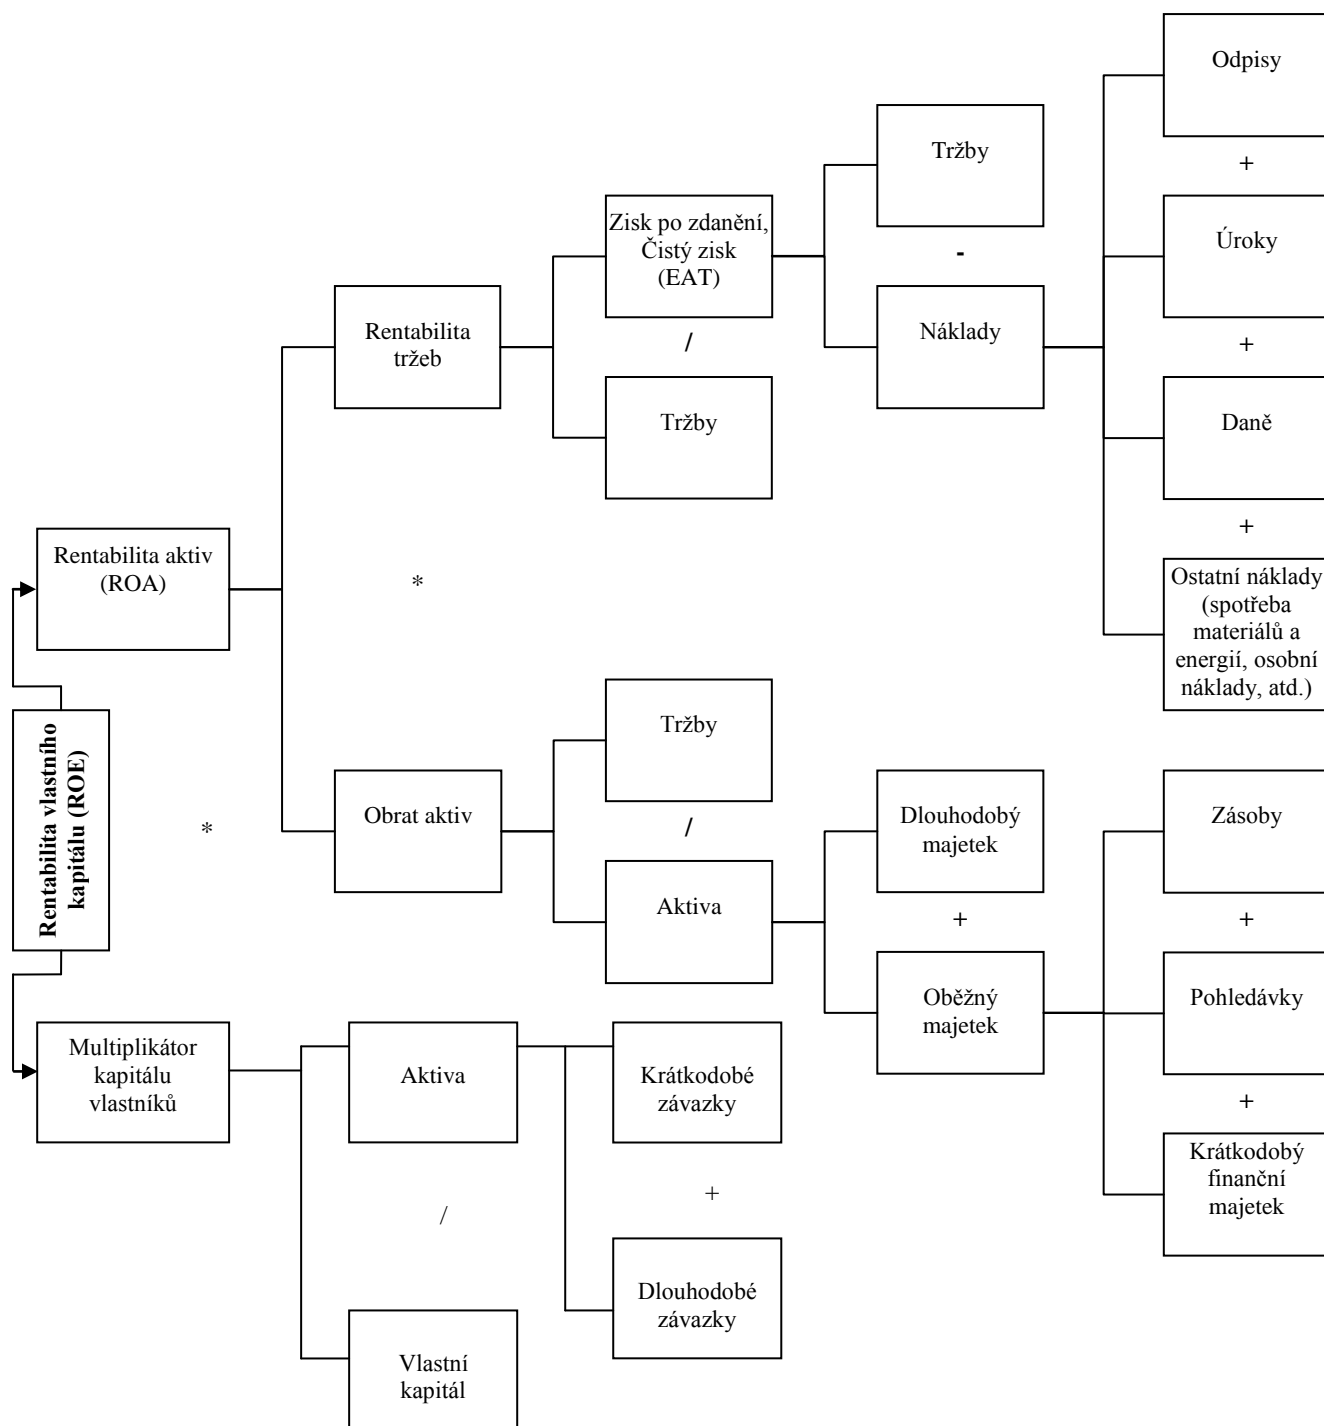 Odpisy
+
Tržby
Zisk po zdanění,
Čistý zisk
(EAT)
-
Úroky
+
Rentabilita
tržeb
/
Náklady
Tržby
Daně
+
Rentabilita aktiv
(ROA)
*
Ostatní náklady
(spotřeba
materiálů a
energií, osobní
náklady, atd.)
Rentabilita vlastního
kapitálu (ROE)
*
Tržby
Obrat aktiv
/
Dlouhodobý
majetek
Zásoby
Aktiva
+
+
Oběžný
majetek
Pohledávky
+
Multiplikátor
kapitálu
vlastníků
Aktiva
Krátkodobé
závazky
Krátkodobý
finanční
majetek
/
+
Dlouhodobé
závazky
Vlastní
kapitál